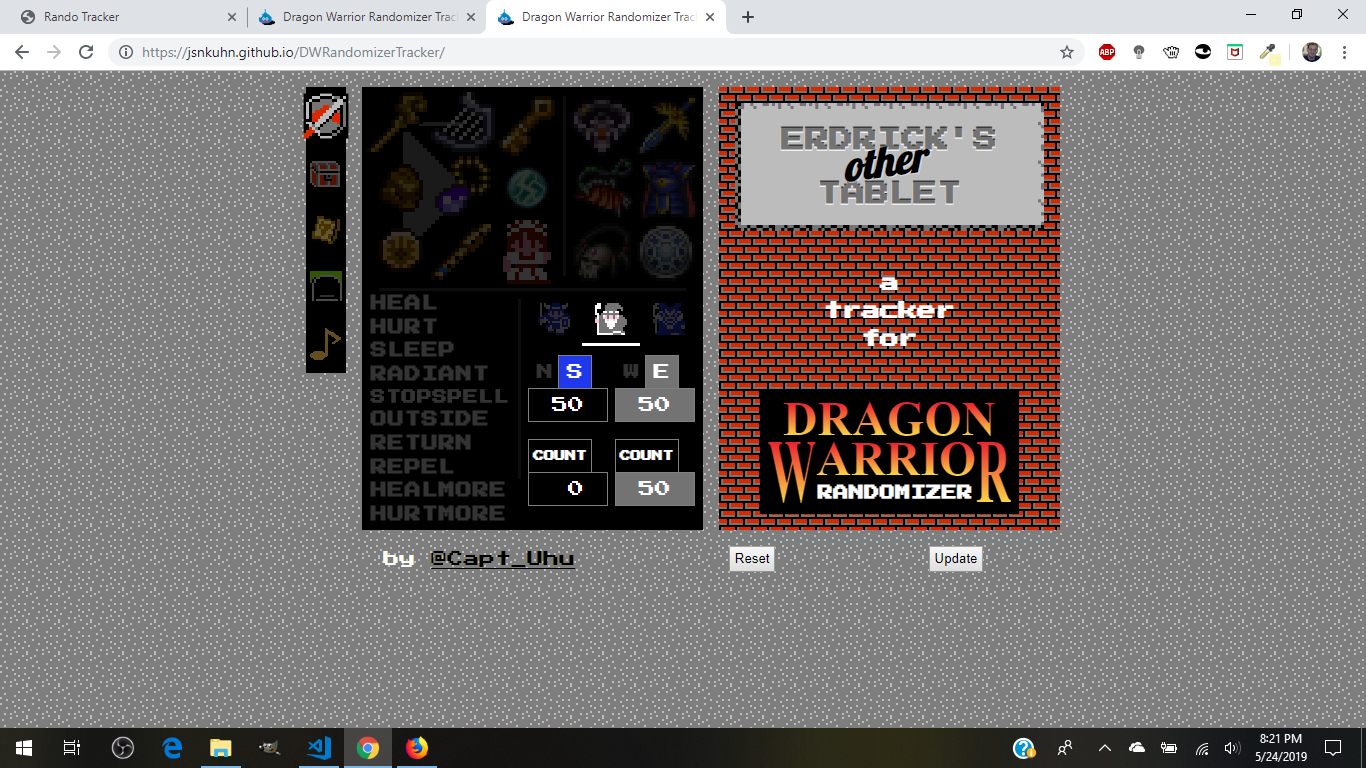 Rando Tracker
Dragon Warrior Randomizer Trac
Dragon Warrior Randomizer Trac
https://jsnkuhn.github.io/DWRandomizerTracker/
ABP
ERDRICK'S
other
TABLET
a
tracker
for
DRAGON
WARRIOR
RANDOMIZER
HEAL
HURT
SLEEP
RADIANT
STOPSPELL
OUTSIDE
RETURN
REPEL
HEALMORE
HURTMORE
N S W E
50 50
COUNT COUNT
0 50
by @Capt_Uhu
Reset Update
8:21 PM
5/24/2019